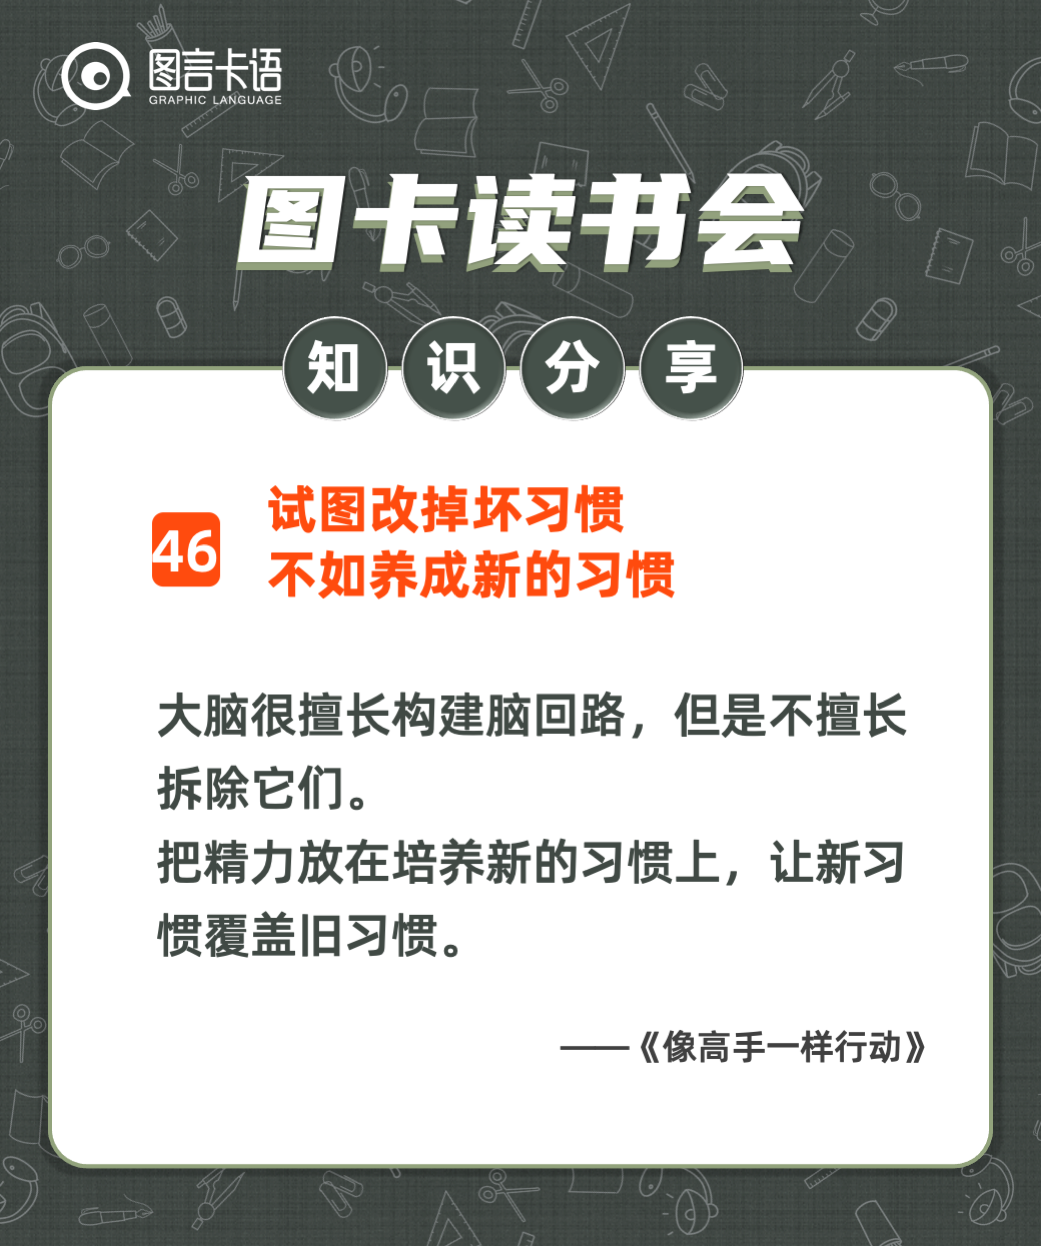 图言卡语
GRAPHIC LANGUAGE
图卡读书会
知识分享
46
试图改掉坏习惯
不如养成新的习惯
大脑很擅长构建脑回路，但是不擅长
拆除它们。
把精力放在培养新的习惯上，让新习
惯覆盖旧习惯。
——《像高手一样行动》